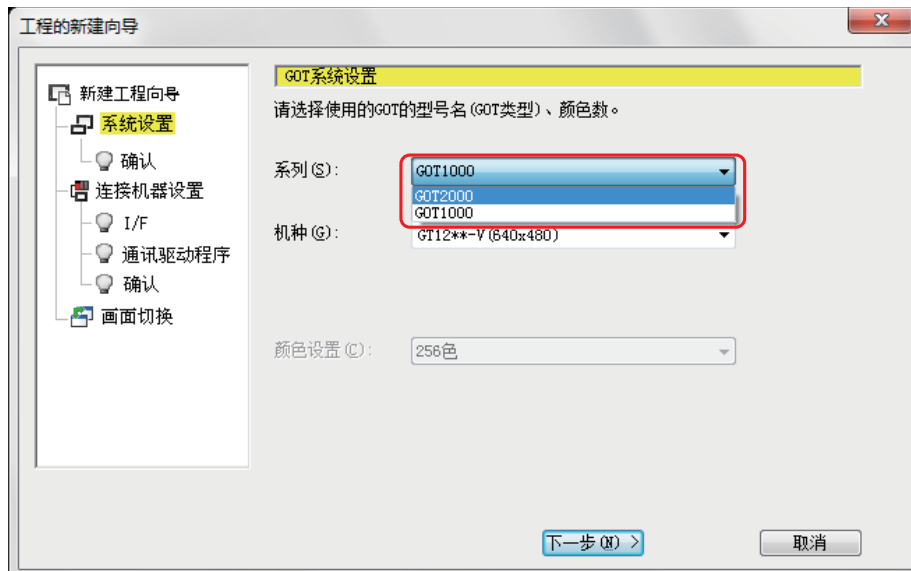 工程的新建向导
新建工程向导
系统设置
确认
连接机器设置
I/F
通讯驱动程序
确认
画面切换
GOT系统设置
请选择使用的GOT的型号名(GOT类型)、颜色数。
系列(S):
GOT1000
GOT2000
GOT1000
机种(G):
GT12**-V(640x480)
颜色设置(C):
256色
下一步(N) >
取消